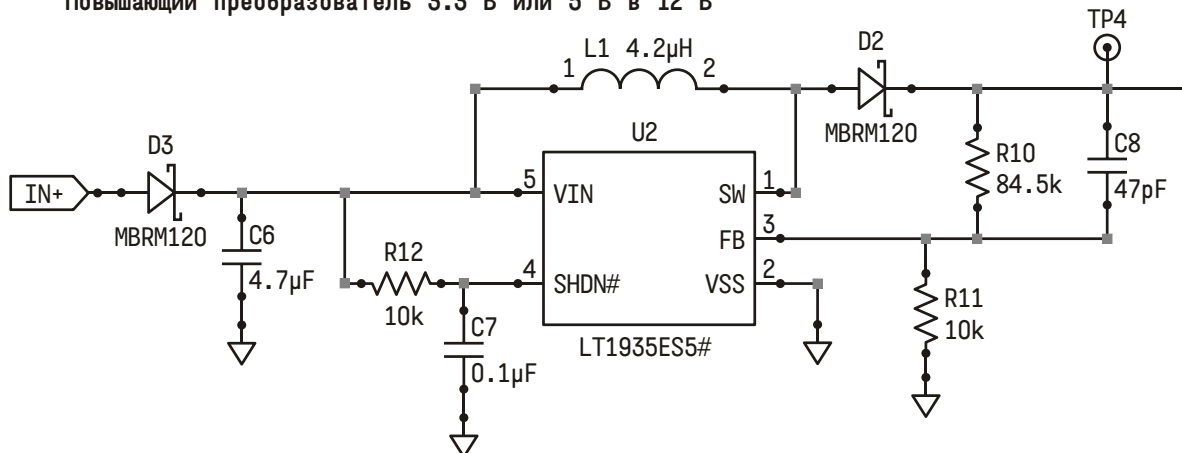 Повышающий преобразователь 3.3 В или 5 В в 12 В
TP4
L1 4.2µH
D2
1
2
U2
MBRM120
R10
84.5k
C8
47pF
D3
IN+
MBRM120
5
VIN
SW
1
FB
3
C6
4.7µF
R12
10k
4
SHDN#
VSS
2
R11
10k
C7
0.1µF
LT1935ES5#